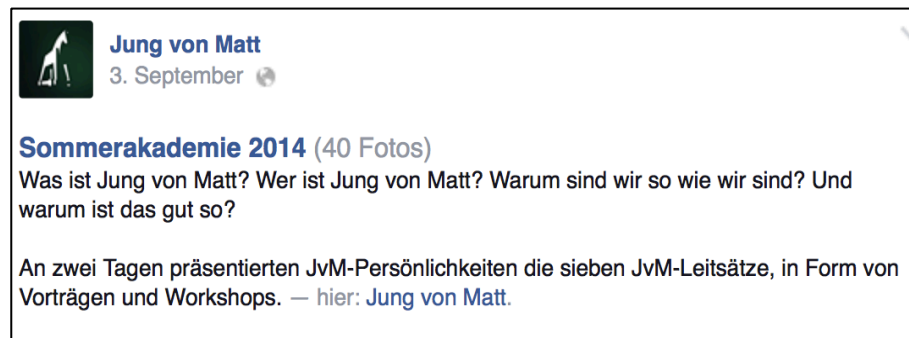 Jung von Matt
3. September
Sommerakademie 2014 (40 Fotos)
Was ist Jung von Matt? Wer ist Jung von Matt? Warum sind wir so wie wir sind? Und
warum ist das gut so?
An zwei Tagen präsentierten JvM-Persönlichkeiten die sieben JvM-Leitsätze, in Form von
Vorträgen und Workshops. — hier: Jung von Matt.